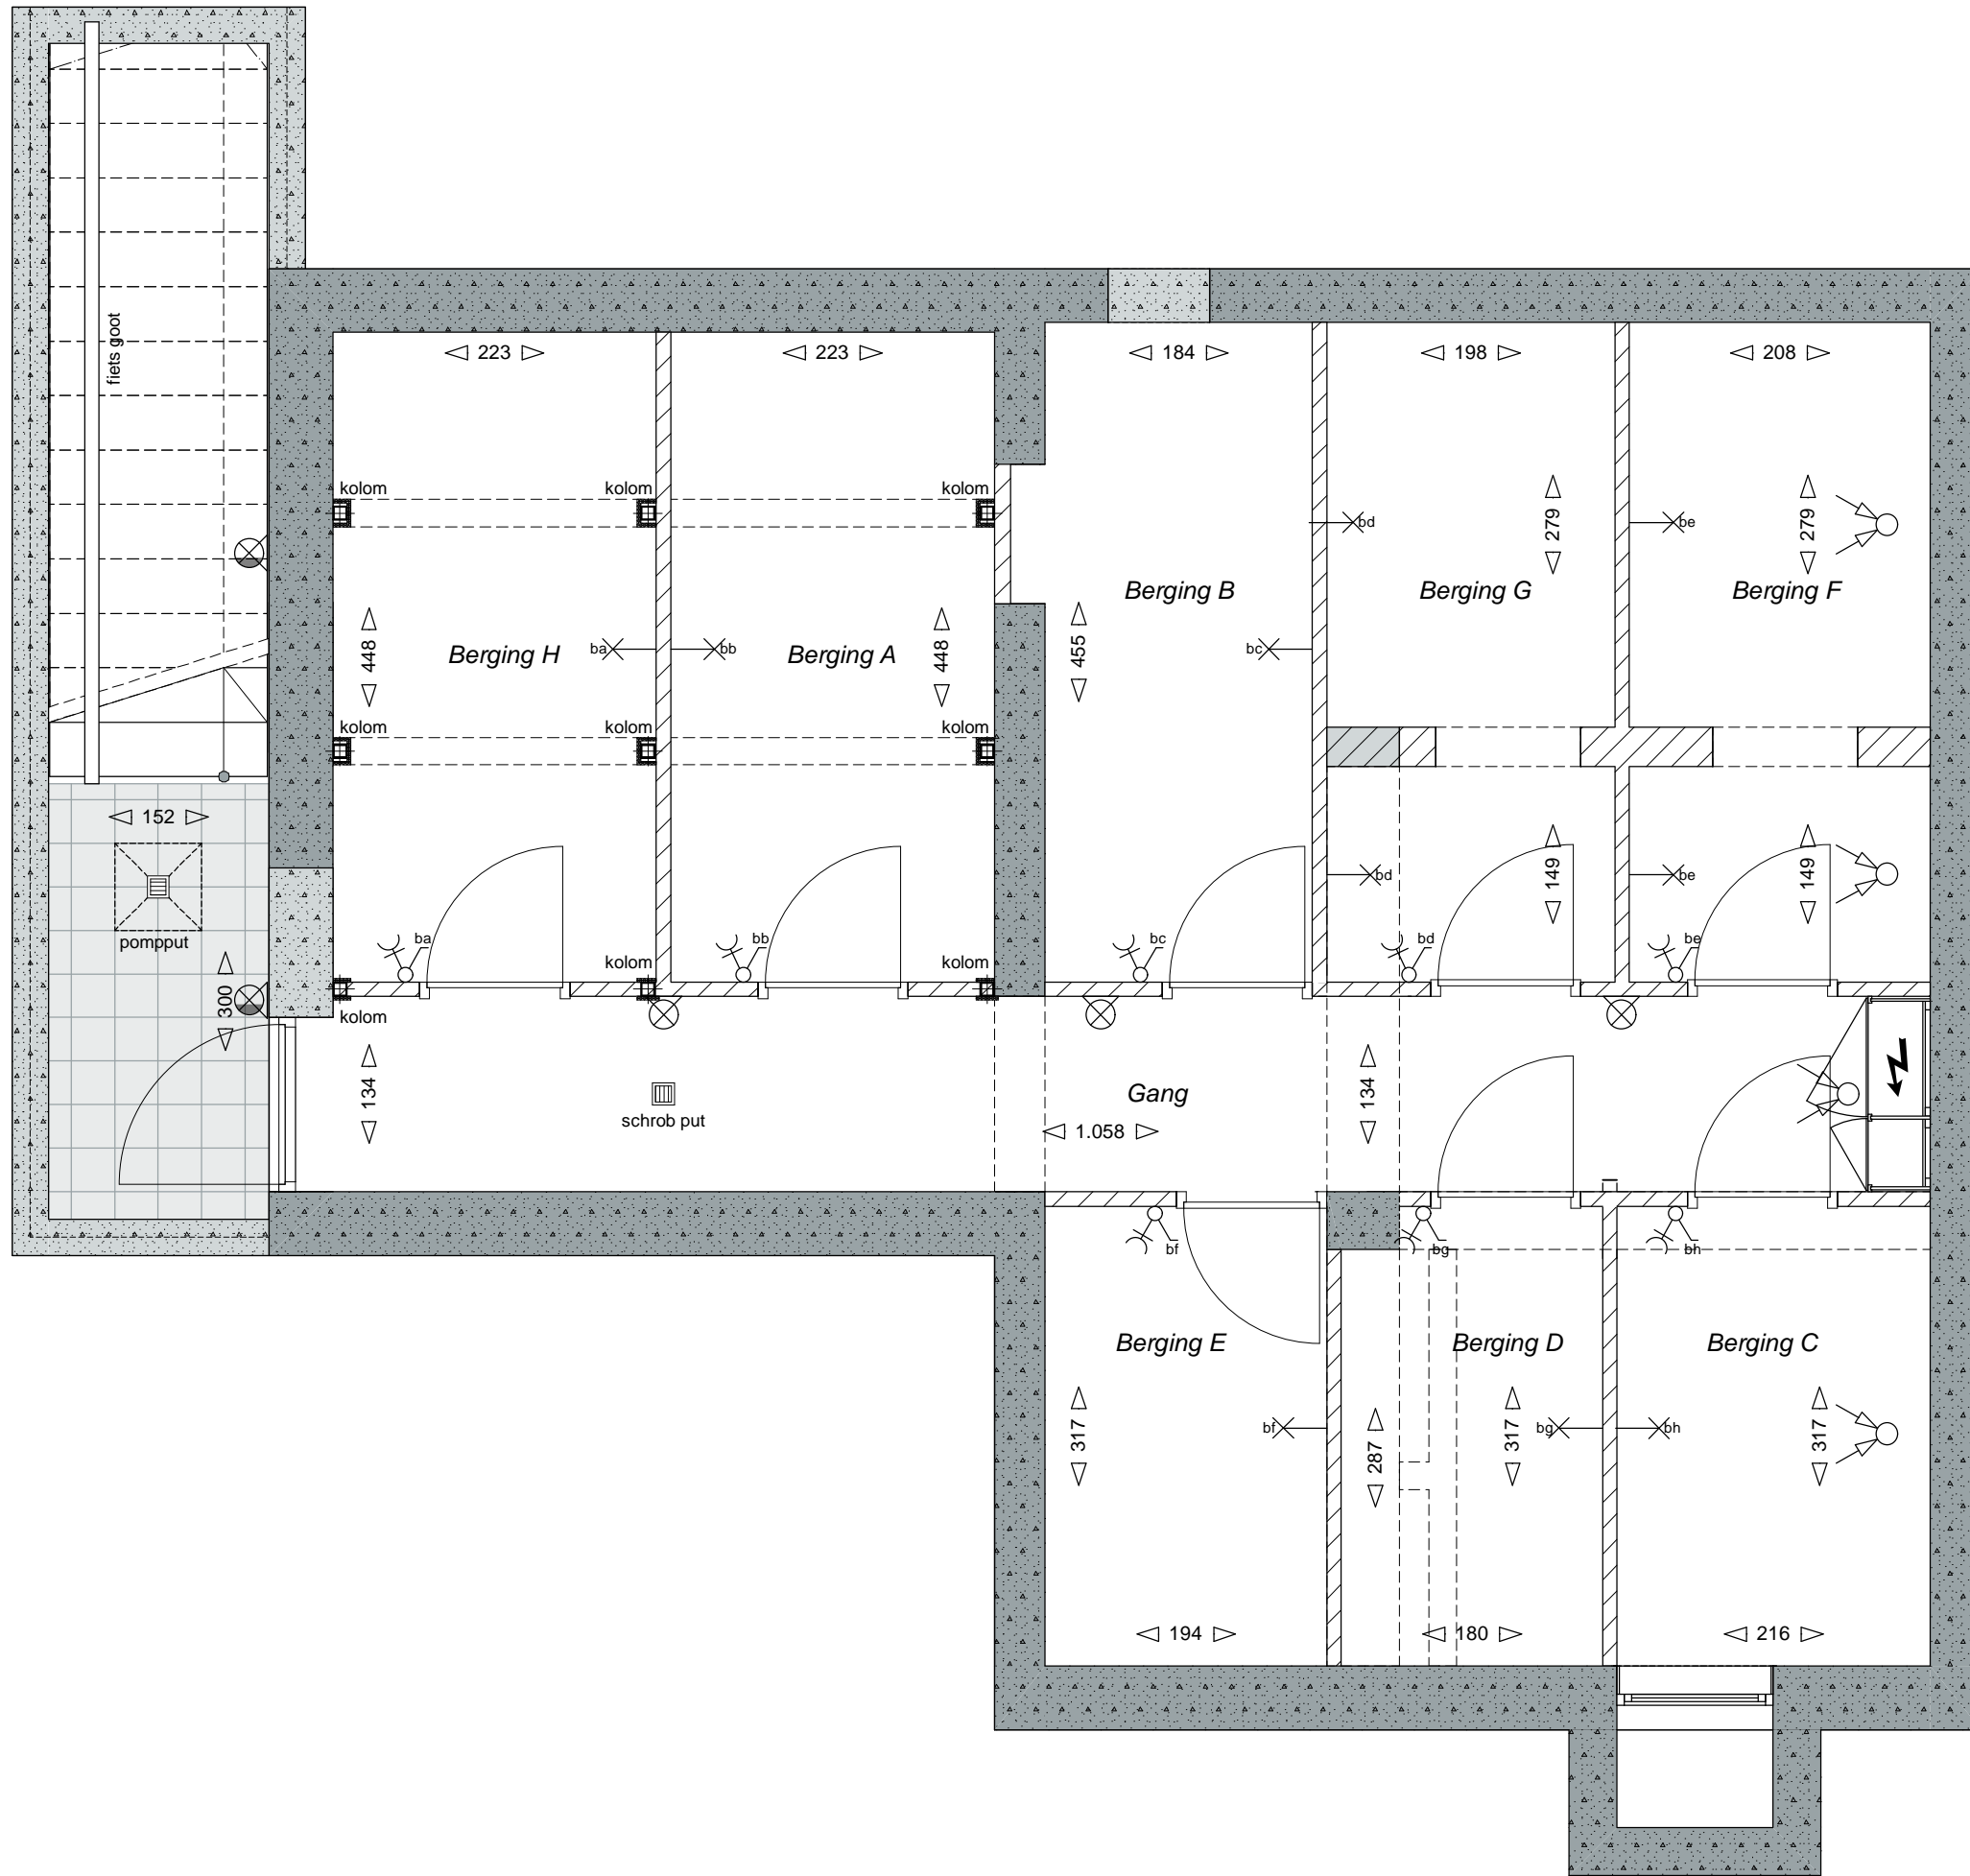 fiets goot
223
223
184
198
208
kolom
kolom
kolom
bd
279
be
279
Berging B
Berging G
Berging F
448
Berging H
ba
bb
Berging A
448
455
bc
kolom
kolom
kolom
152
pompput
300
bd
149
be
149
ba
bb
bc
bd
be
kolom
kolom
kolom
134
schrob put
Gang
1.058
134
bf
bg
bh
Berging E
Berging D
Berging C
317
bf
287
317
bg
bh
317
194
180
216